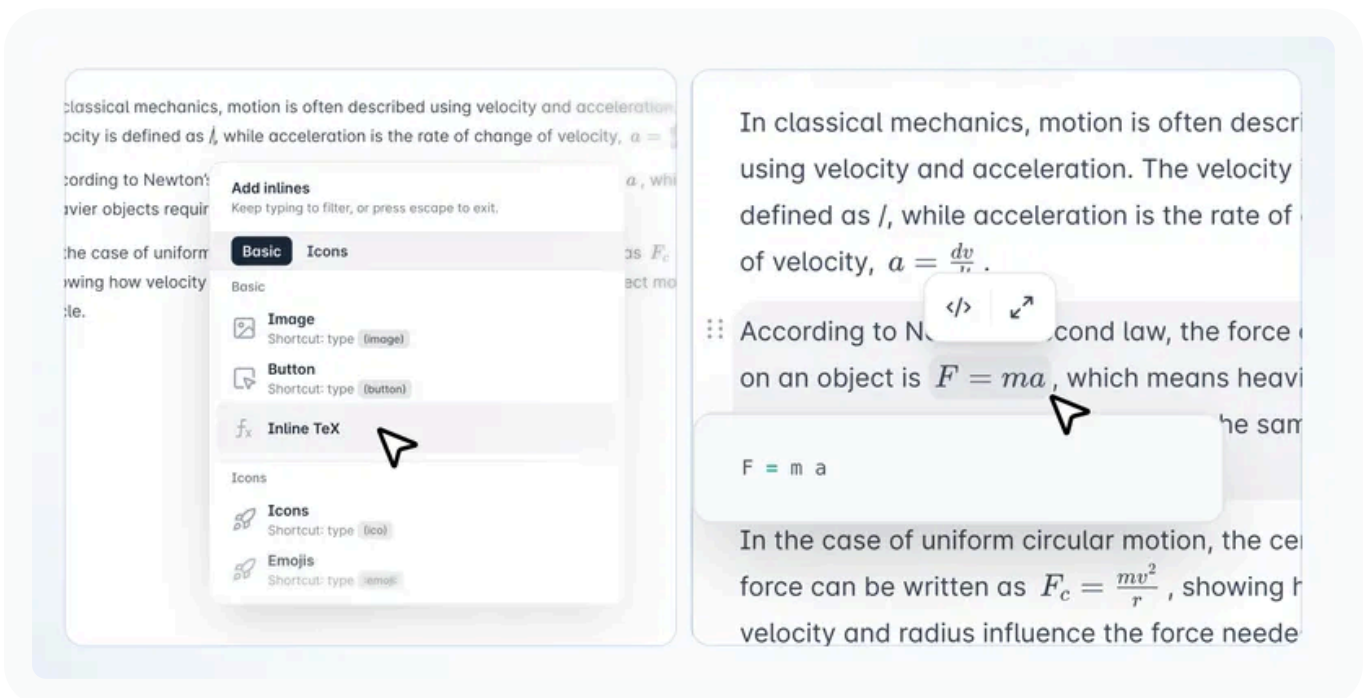 classical mechanics, motion is often described using velocity and acceleration.
ocity is defined as /, while acceleration is the rate of change of velocity, a =
cording to Newton's
a, whi
avier objects requir
the case of uniform
as F_c
owing how velocity
ect mo
cle.
Add inlines
Keep typing to filter, or press escape to exit.
Basic Icons
Basic
Image
Shortcut: type (image)
Button
Shortcut: type (button)
fx Inline TeX
Icons
Icons
Shortcut: type (ico)
Emojis
Shortcut: type :emoji:
In classical mechanics, motion is often descri
using velocity and acceleration. The velocity
defined as /, while acceleration is the rate of
of velocity, a = dv
</>
According to Ne cond law, the force
on an object is F = ma, which means heavi
he sam
F = m a
In the case of uniform circular motion, the cen
force can be written as F_c = mv²/r, showing h
velocity and radius influence the force neede